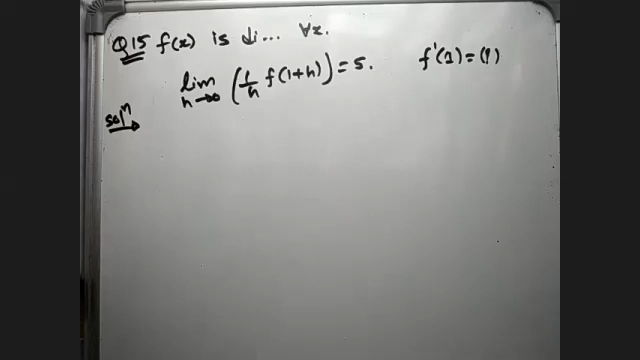 Q15 f(x) is di... ∀x.
lim h→0 (1/h f(1+h)) = 5. f'(1) = (?)
solⁿ